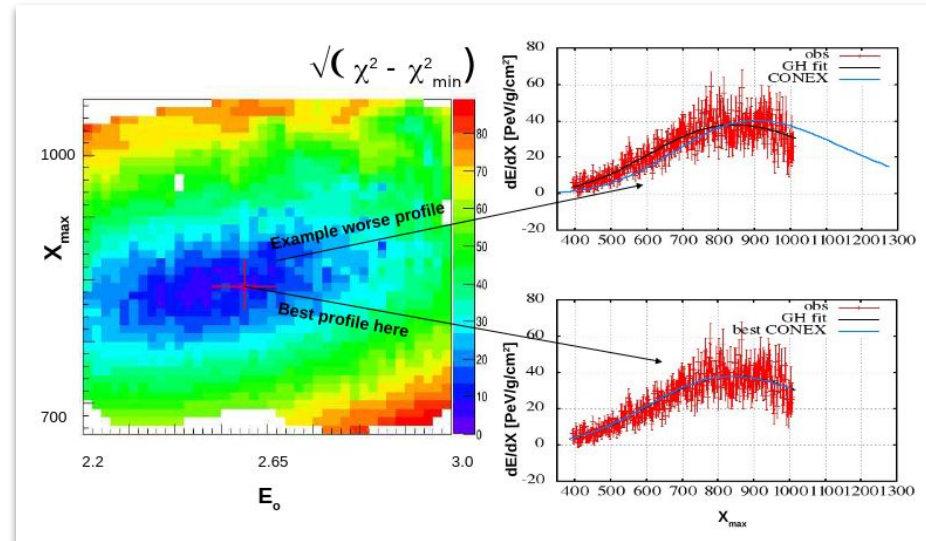 √( χ² - χ²min)
80
70
60
50
40
30
20
10
0
1000
700
Xmax
2.2
2.65
3.0
Eo
Example worse profile
Best profile here
dE/dX [PeV/g/cm²]
80
60
40
20
0
-20
obs
GH fit
CONEX
400 500 600 700 800 900 1000 1100 1200 1300
dE/dX [PeV/g/cm²]
80
60
40
20
0
-20
obs
GH fit
best CONEX
400 500 600 700 800 900 1000 1100 1200 1300
Xmax